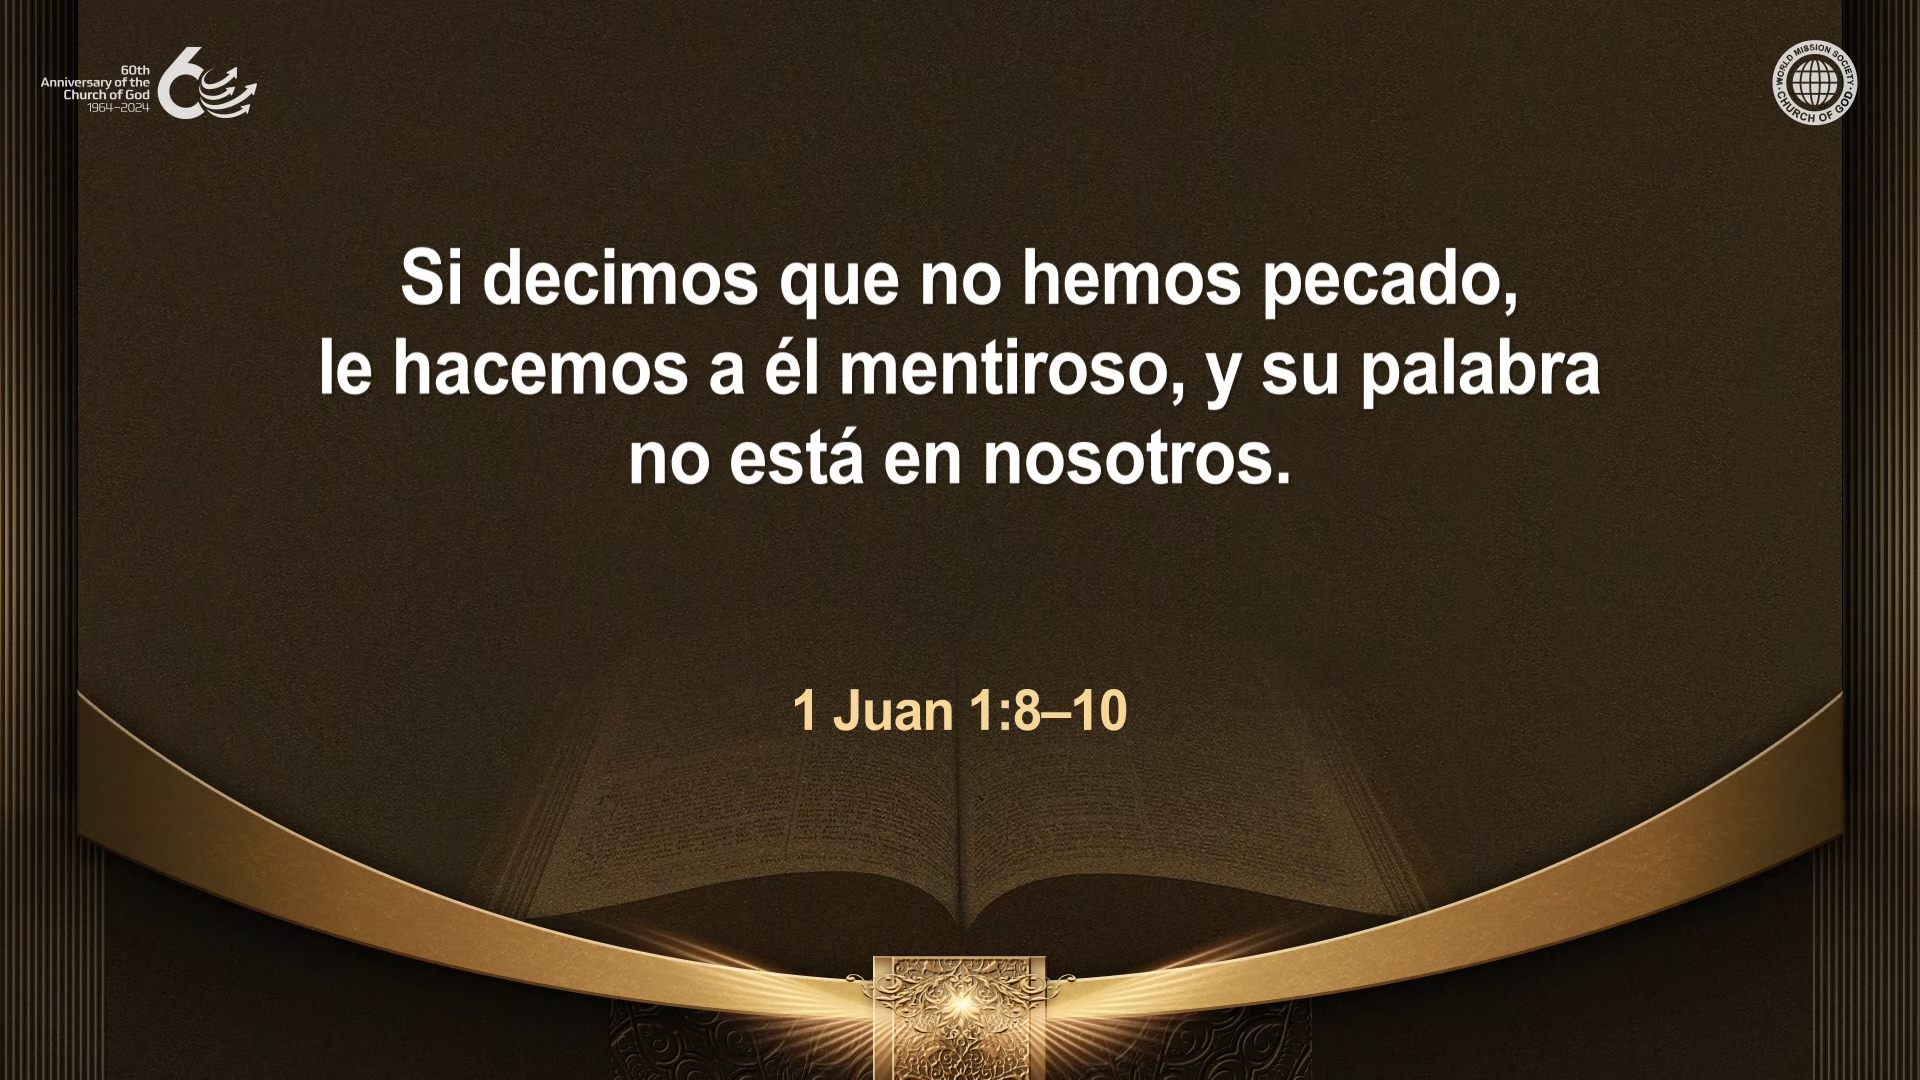 60th
Anniversary of the
Church of God
1964–2024
WORLD MISSION SOCIETY
CHURCH OF GOD
Si decimos que no hemos pecado,
le hacemos a él mentiroso, y su palabra
no está en nosotros.
1 Juan 1:8–10